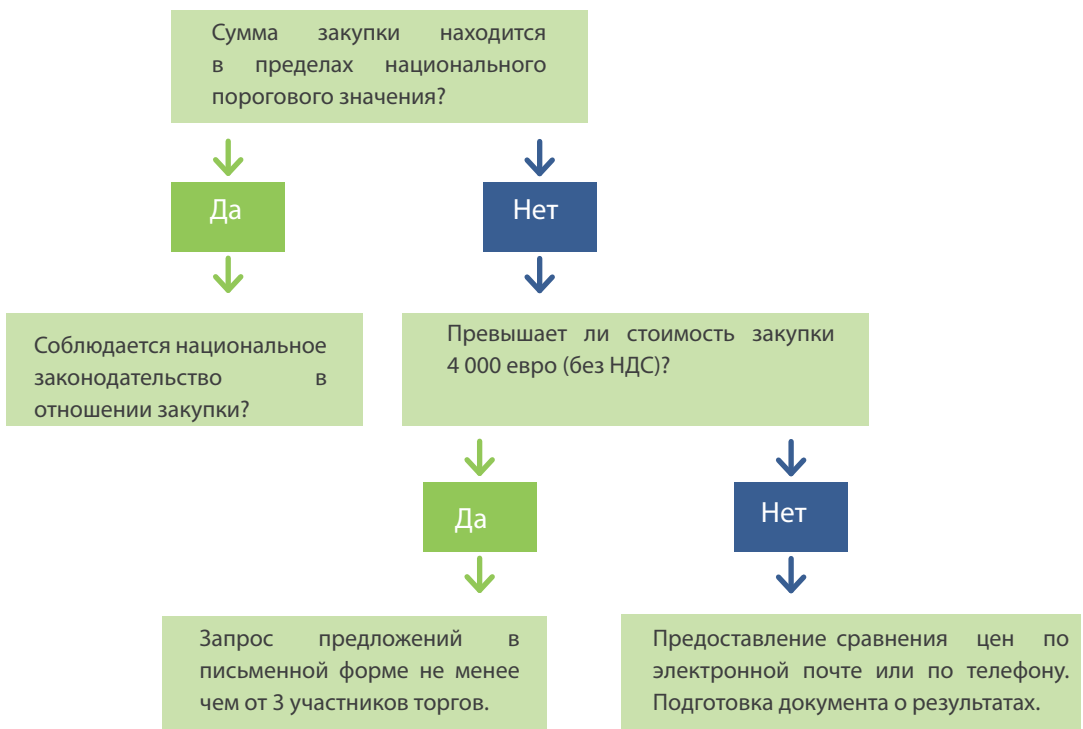 Сумма закупки находится
в пределах национального
порогового значения?
Да
Нет
Соблюдается национальное
законодательство в
отношении закупки?
Превышает ли стоимость закупки
4 000 евро (без НДС)?
Да
Нет
Запрос предложений в
письменной форме не менее
чем от 3 участников торгов.
Предоставление сравнения цен по
электронной почте или по телефону.
Подготовка документа о результатах.